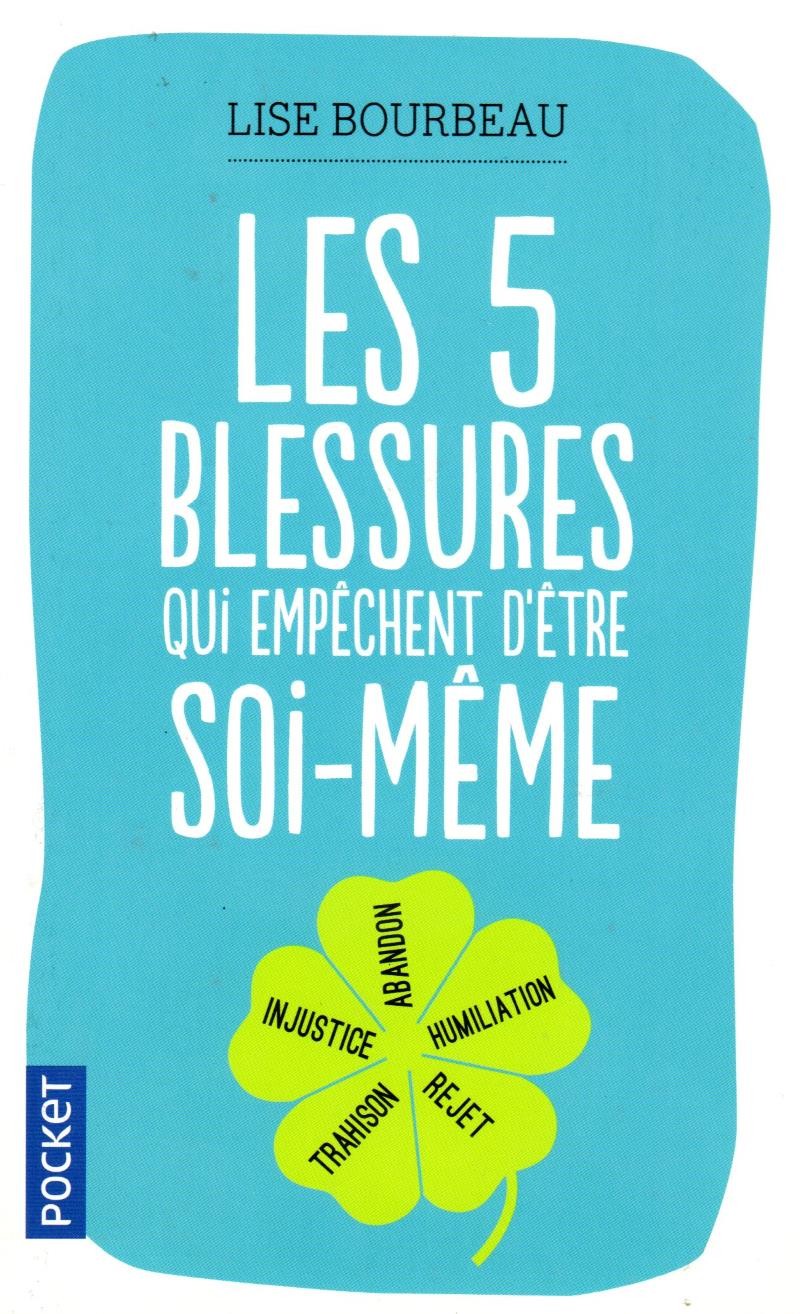 LISE BOURBEAU
LES 5
BLESSURES
QUi EMPÊCHENT D'ÊTRE
SOi-MÊME
ABANDON
HUMILIATION
INJUSTICE
REJET
TRAHISON
POCKET